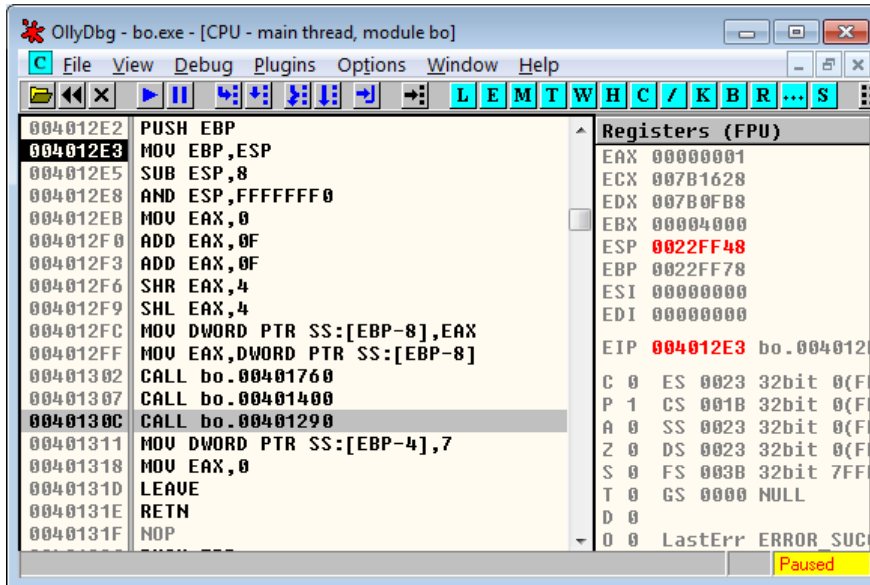 OllyDbg - bo.exe - [CPU - main thread, module bo]
C File View Debug Plugins Options Window Help
L E M T W H C / K B R ... S
004012E2 PUSH EBP
004012E3 MOV EBP,ESP
004012E5 SUB ESP,8
004012E8 AND ESP,FFFFFFF0
004012EB MOV EAX,0
004012F0 ADD EAX,0F
004012F3 ADD EAX,0F
004012F6 SHR EAX,4
004012F9 SHL EAX,4
004012FC MOV DWORD PTR SS:[EBP-8],EAX
004012FF MOV EAX,DWORD PTR SS:[EBP-8]
00401302 CALL bo.00401760
00401307 CALL bo.00401400
0040130C CALL bo.00401290
00401311 MOV DWORD PTR SS:[EBP-4],7
00401318 MOV EAX,0
0040131D LEAVE
0040131E RETN
0040131F NOP
Registers (FPU)
EAX 00000001
ECX 007B1628
EDX 007B0FB8
EBX 00004000
ESP 0022FF48
EBP 0022FF78
ESI 00000000
EDI 00000000
EIP 004012E3 bo.004012
C 0 ES 0023 32bit 0(F
P 1 CS 001B 32bit 0(F
A 0 SS 0023 32bit 0(F
Z 0 DS 0023 32bit 0(F
S 0 FS 003B 32bit 7FF
T 0 GS 0000 NULL
D 0
O 0 LastErr ERROR_SUC
Paused